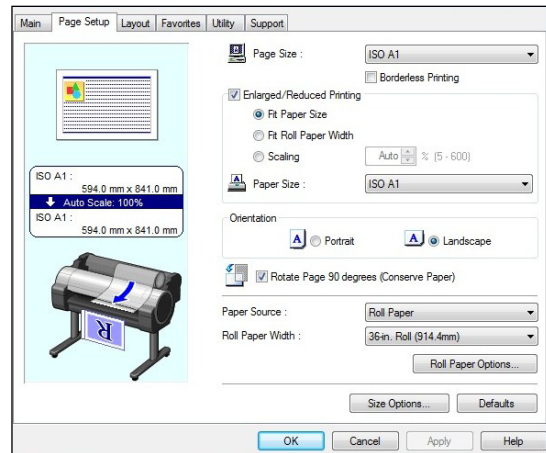 Main Page Setup Layout Favorites Utility Support
Page Size : ISO A1
Borderless Printing
Enlarged/Reduced Printing
Fit Paper Size
Fit Roll Paper Width
Scaling Auto % (5 - 600)
ISO A1 :
594.0 mm x 841.0 mm
Auto Scale: 100%
ISO A1 :
594.0 mm x 841.0 mm
Paper Size : ISO A1
Orientation
A Portrait A Landscape
Rotate Page 90 degrees (Conserve Paper)
R
Paper Source : Roll Paper
Roll Paper Width : 36-in. Roll (914.4mm)
Roll Paper Options...
Size Options... Defaults
OK Cancel Apply Help